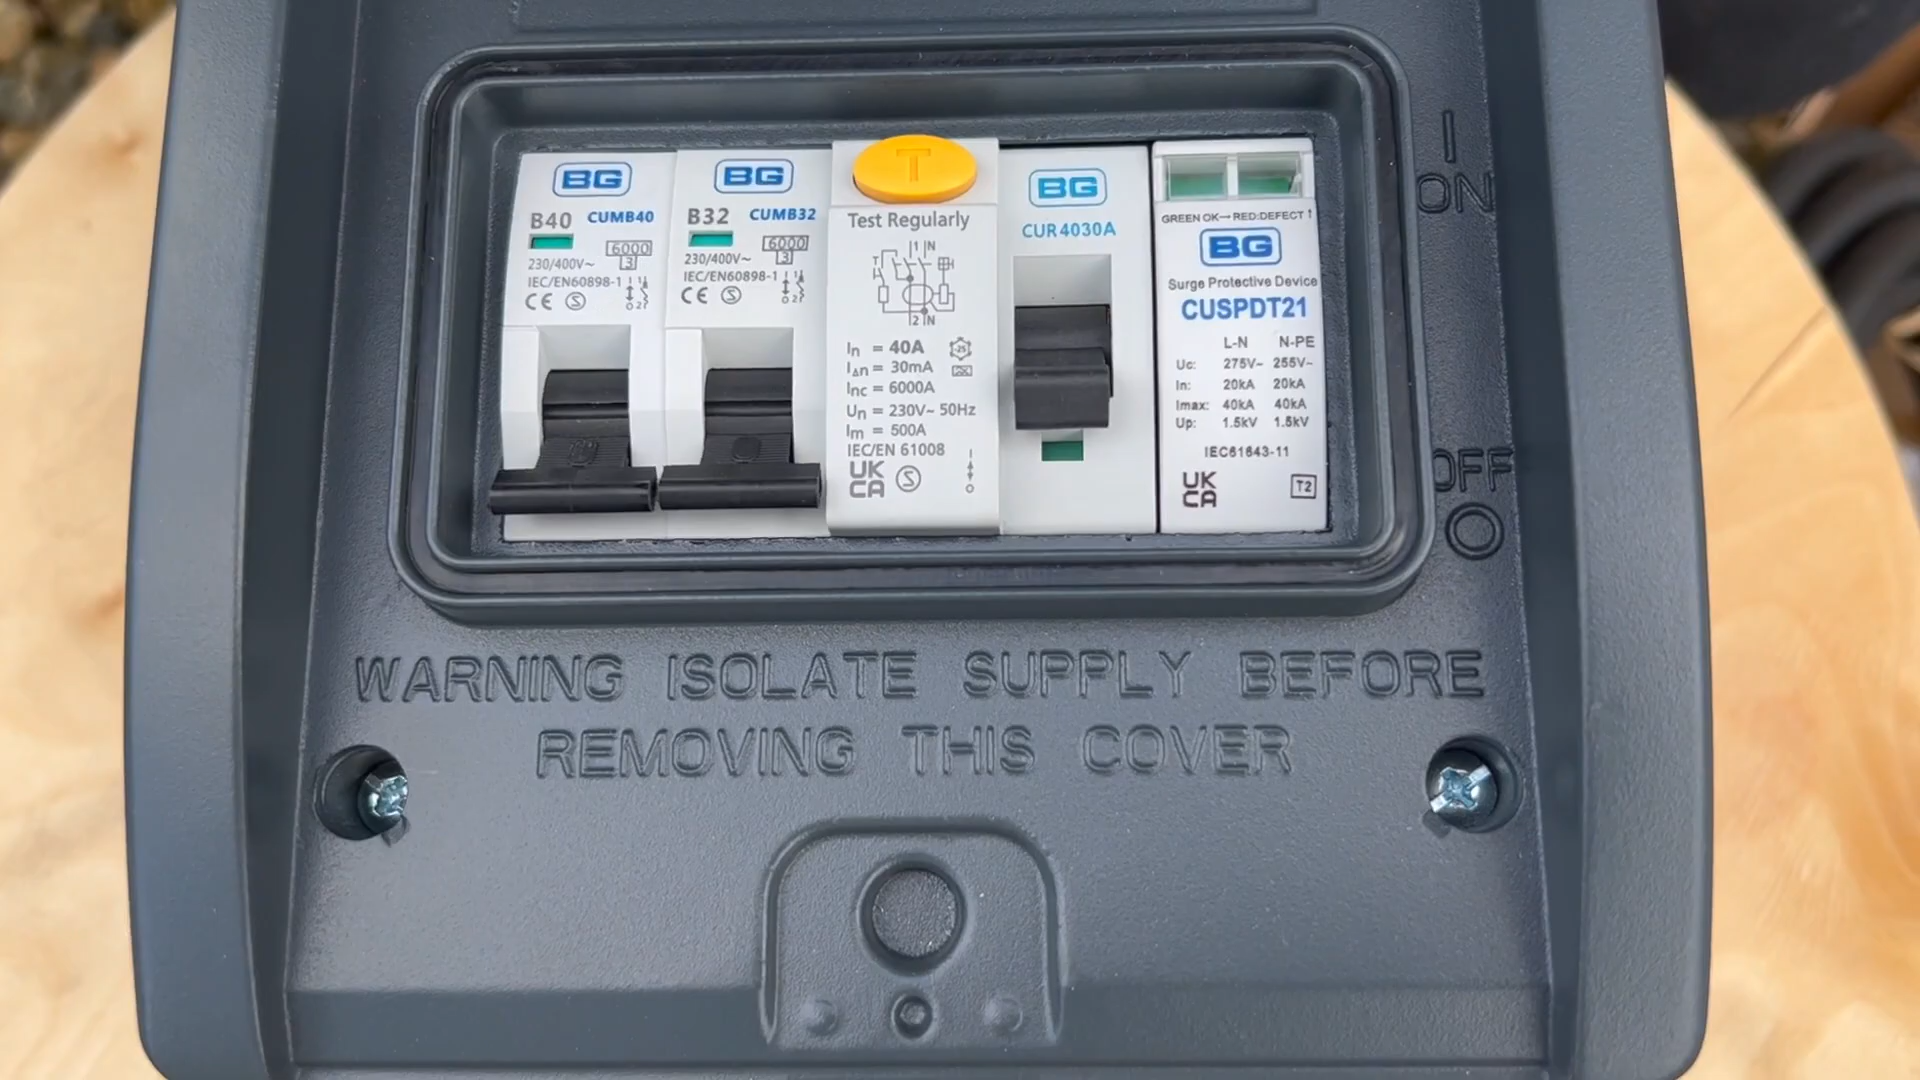 BG
B40 CUMB40
6000
3
230/400V~
IEC/EN60898-1
CE S
BG
B32 CUMB32
6000
3
230/400V~
IEC/EN60898-1
CE S
T
Test Regularly
1 N
T
2 N
In = 40A
-25
IΔn = 30mA
Inc = 6000A
Un = 230V~ 50Hz
Im = 500A
IEC/EN 61008
UK
CA S
BG
CUR4030A
GREEN OK→RED:DEFECT↑
BG
Surge Protective Device
CUSPDT21
L-N N-PE
Uc: 275V~ 255V~
In: 20kA 20kA
Imax: 40kA 40kA
Up: 1.5kV 1.5kV
IEC61643-11
UK
CA T2
I
ON
OFF
O
WARNING ISOLATE SUPPLY BEFORE
REMOVING THIS COVER